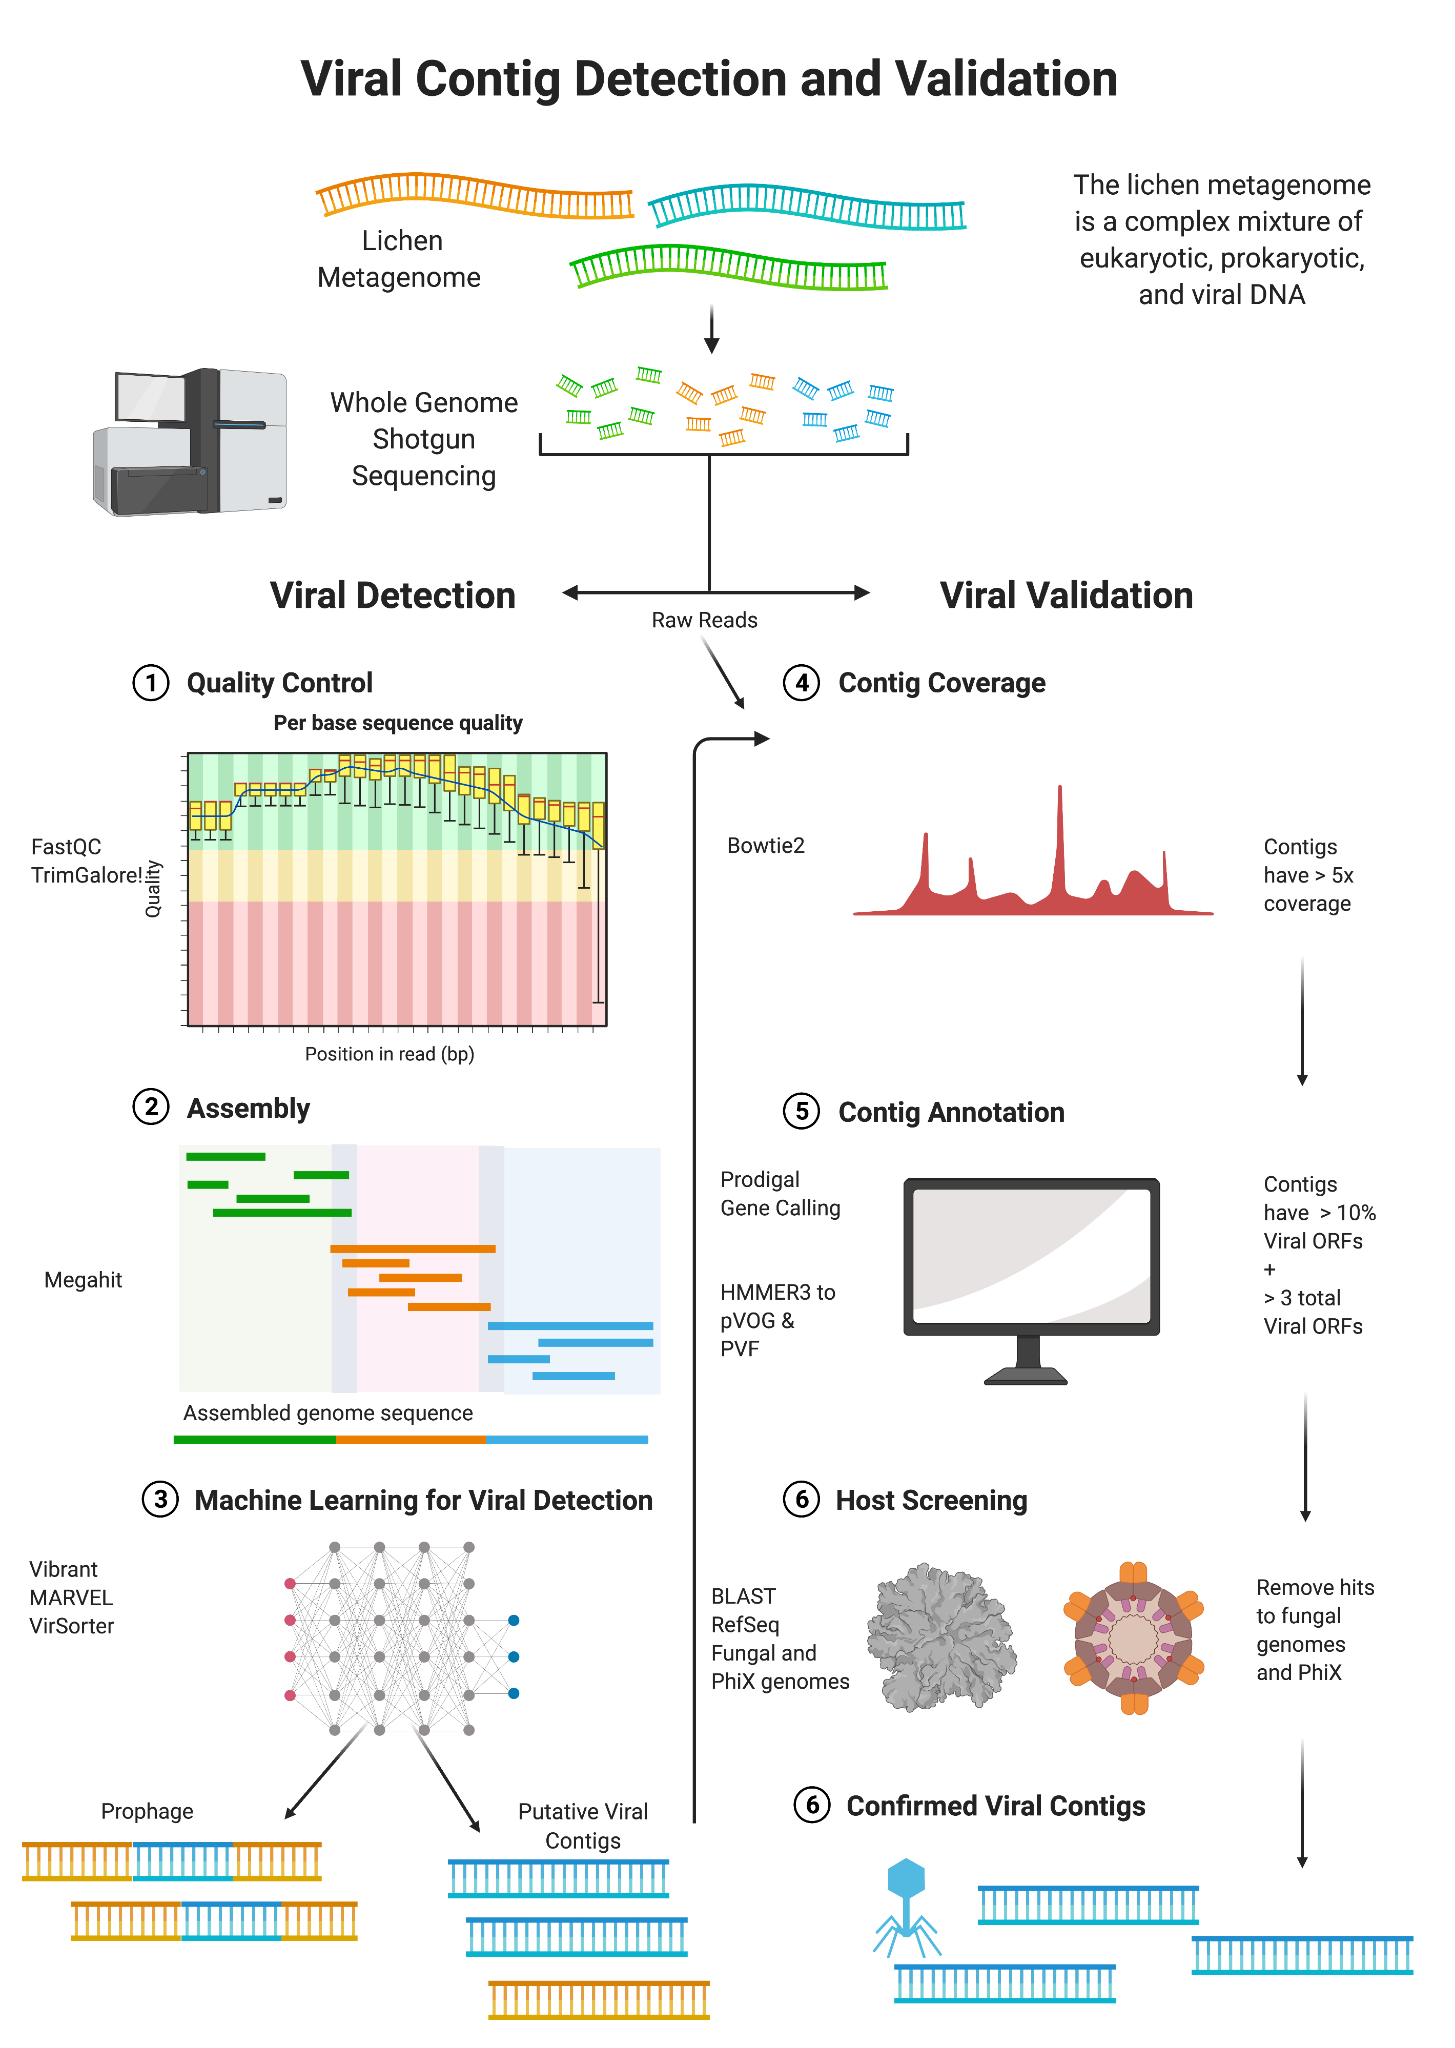 Viral Contig Detection and Validation
Lichen
Metagenome
The lichen metagenome
is a complex mixture of
eukaryotic, prokaryotic,
and viral DNA
Whole Genome
Shotgun
Sequencing
Viral Detection
Viral Validation
Raw Reads
1 Quality Control
Per base sequence quality
FastQC
TrimGalore!
Quality
Position in read (bp)
2 Assembly
Megahit
Assembled genome sequence
3 Machine Learning for Viral Detection
Vibrant
MARVEL
VirSorter
Prophage
Putative Viral
Contigs
4 Contig Coverage
Bowtie2
Contigs
have > 5x
coverage
5 Contig Annotation
Prodigal
Gene Calling
HMMER3 to
pVOG &
PVF
Contigs
have > 10%
Viral ORFs
+
> 3 total
Viral ORFs
6 Host Screening
BLAST
RefSeq
Fungal and
PhiX genomes
Remove hits
to fungal
genomes
and PhiX
6 Confirmed Viral Contigs